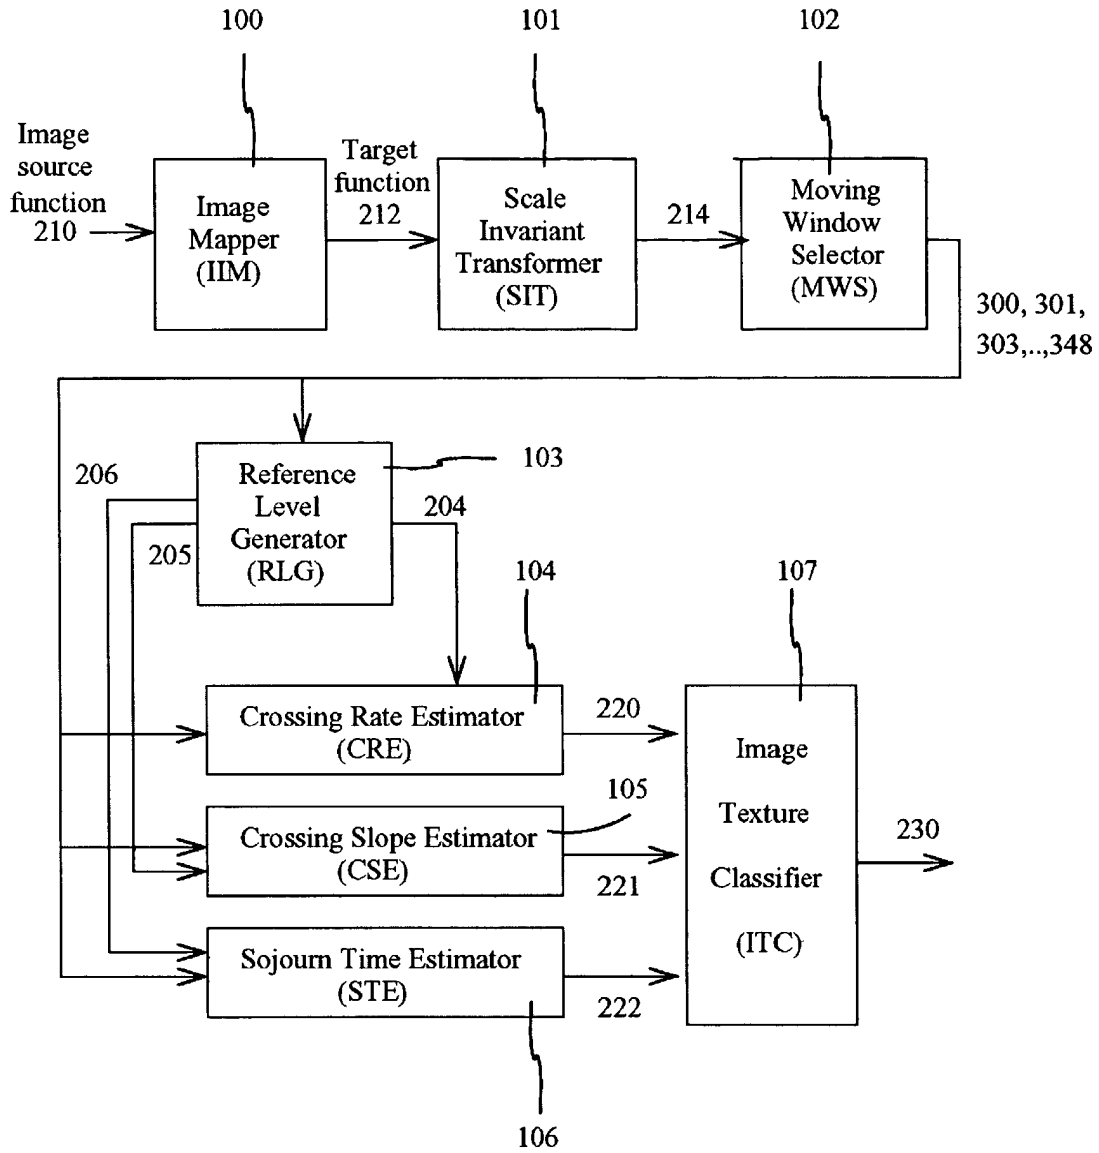 100
101
102
Image
source
function
210
Image
Mapper
(IIM)
Target
function
212
Scale
Invariant
Transformer
(SIT)
214
Moving
Window
Selector
(MWS)
300, 301,
303,..,348
206
205
Reference
Level
Generator
(RLG)
103
204
104
107
Crossing Rate Estimator
(CRE)
220
105
Crossing Slope Estimator
(CSE)
221
Sojourn Time Estimator
(STE)
222
Image
Texture
Classifier
(ITC)
230
106